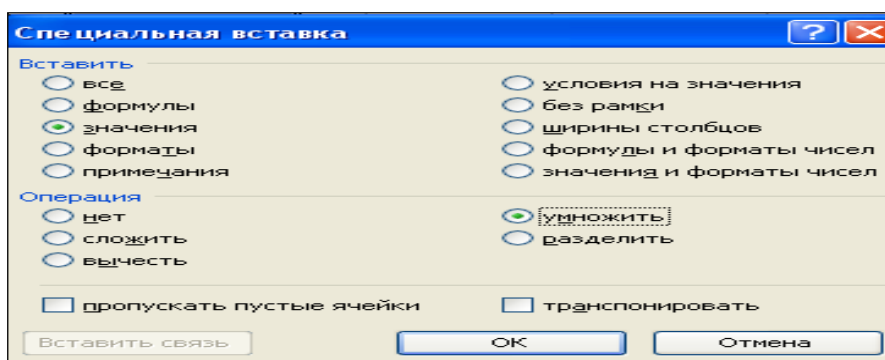 Специальная вставка
Вставить
все
условия на значения
формулы
без рамки
значения
ширины столбцов
форматы
формулы и форматы чисел
примечания
значения и форматы чисел
Операция
нет
умножить
сложить
разделить
вычесть
пропускать пустые ячейки
транспонировать
Вставить связь
ОК
Отмена